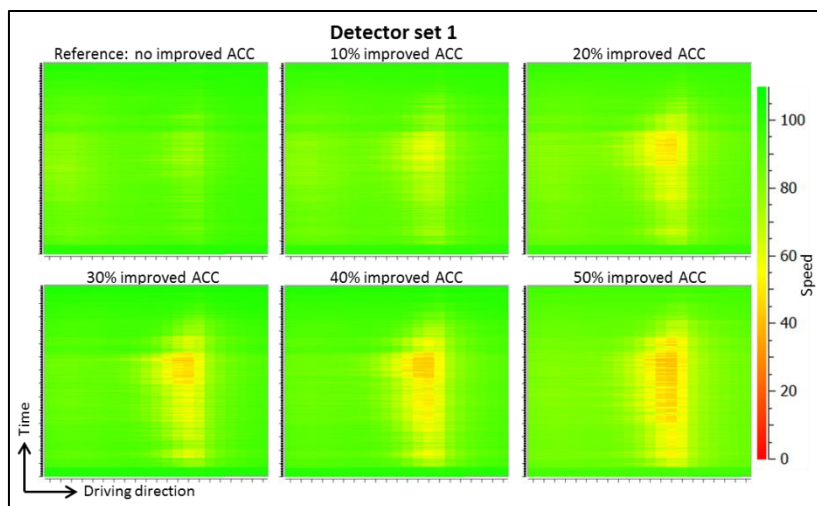 Detector set 1
Reference: no improved ACC
10% improved ACC
20% improved ACC
30% improved ACC
40% improved ACC
50% improved ACC
100
80
60
40
20
0
Speed
Time
Driving direction